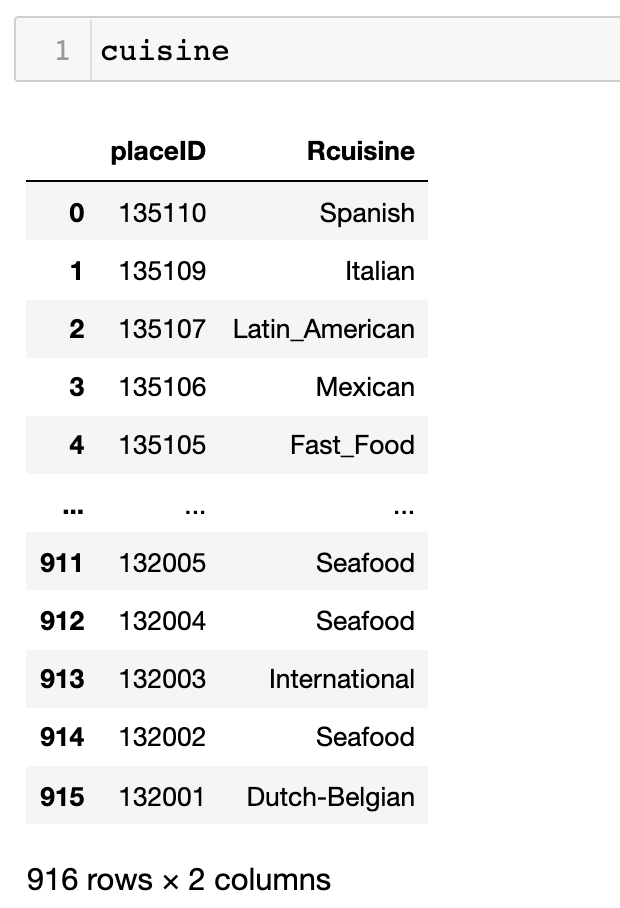 1 cuisine
placeID Rcuisine
0 135110 Spanish
1 135109 Italian
2 135107 Latin_American
3 135106 Mexican
4 135105 Fast_Food
... ... ...
911 132005 Seafood
912 132004 Seafood
913 132003 International
914 132002 Seafood
915 132001 Dutch-Belgian
916 rows × 2 columns